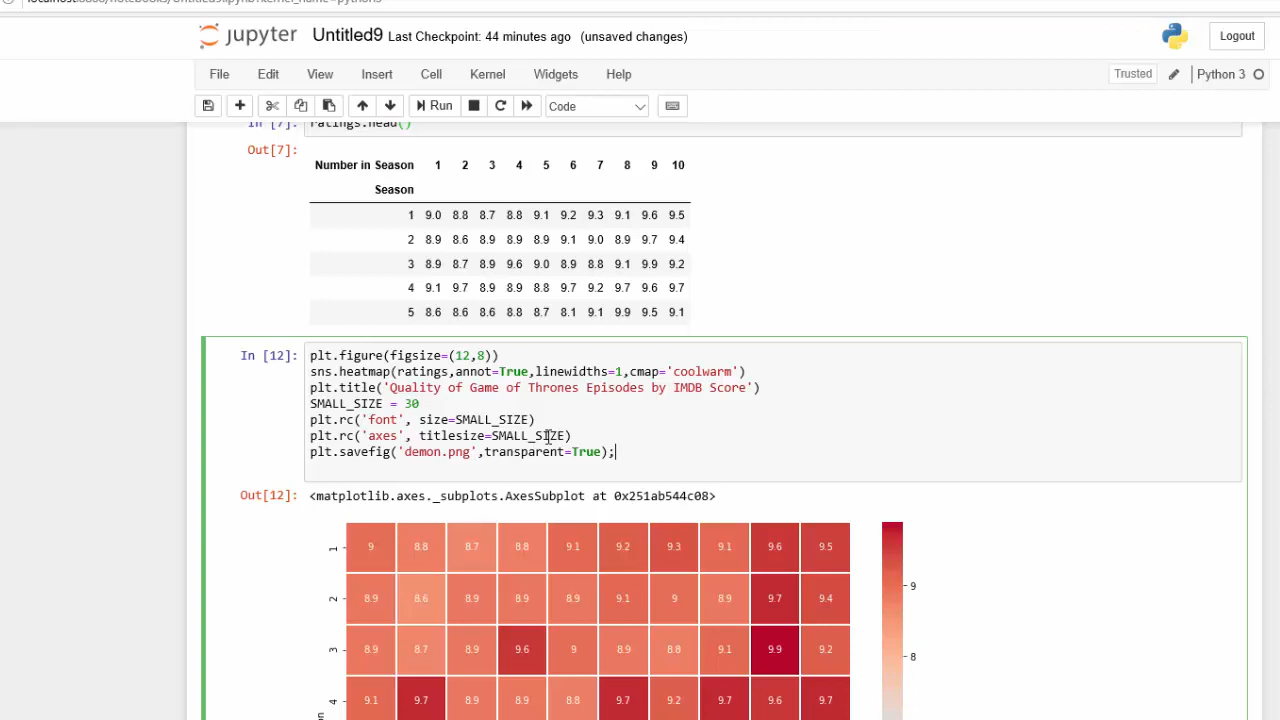 jupyter Untitled9 Last Checkpoint: 44 minutes ago (unsaved changes) Logout
File Edit View Insert Cell Kernel Widgets Help Trusted Python 3
Run Code
In [7]: ratings.head()
Out[7]:
Number in Season 1 2 3 4 5 6 7 8 9 10
Season
1 9.0 8.8 8.7 8.8 9.1 9.2 9.3 9.1 9.6 9.5
2 8.9 8.6 8.9 8.9 8.9 9.1 9.0 8.9 9.7 9.4
3 8.9 8.7 8.9 9.6 9.0 8.9 8.8 9.1 9.9 9.2
4 9.1 9.7 8.9 8.9 8.8 9.7 9.2 9.7 9.6 9.7
5 8.6 8.6 8.6 8.8 8.7 8.1 9.1 9.9 9.5 9.1
In [12]: plt.figure(figsize=(12,8))
sns.heatmap(ratings,annot=True,linewidths=1,cmap='coolwarm')
plt.title('Quality of Game of Thrones Episodes by IMDB Score')
SMALL_SIZE = 30
plt.rc('font', size=SMALL_SIZE)
plt.rc('axes', titlesize=SMALL_SIZE)
plt.savefig('demon.png',transparent=True);
Out[12]: <matplotlib.axes._subplots.AxesSubplot at 0x251ab544c08>
1 9 8.8 8.7 8.8 9.1 9.2 9.3 9.1 9.6 9.5
9
2 8.9 8.6 8.9 8.9 8.9 9.1 9 8.9 9.7 9.4
3 8.9 8.7 8.9 9.6 9 8.9 8.8 9.1 9.9 9.2
8
4 9.1 9.7 8.9 8.9 8.8 9.7 9.2 9.7 9.6 9.7